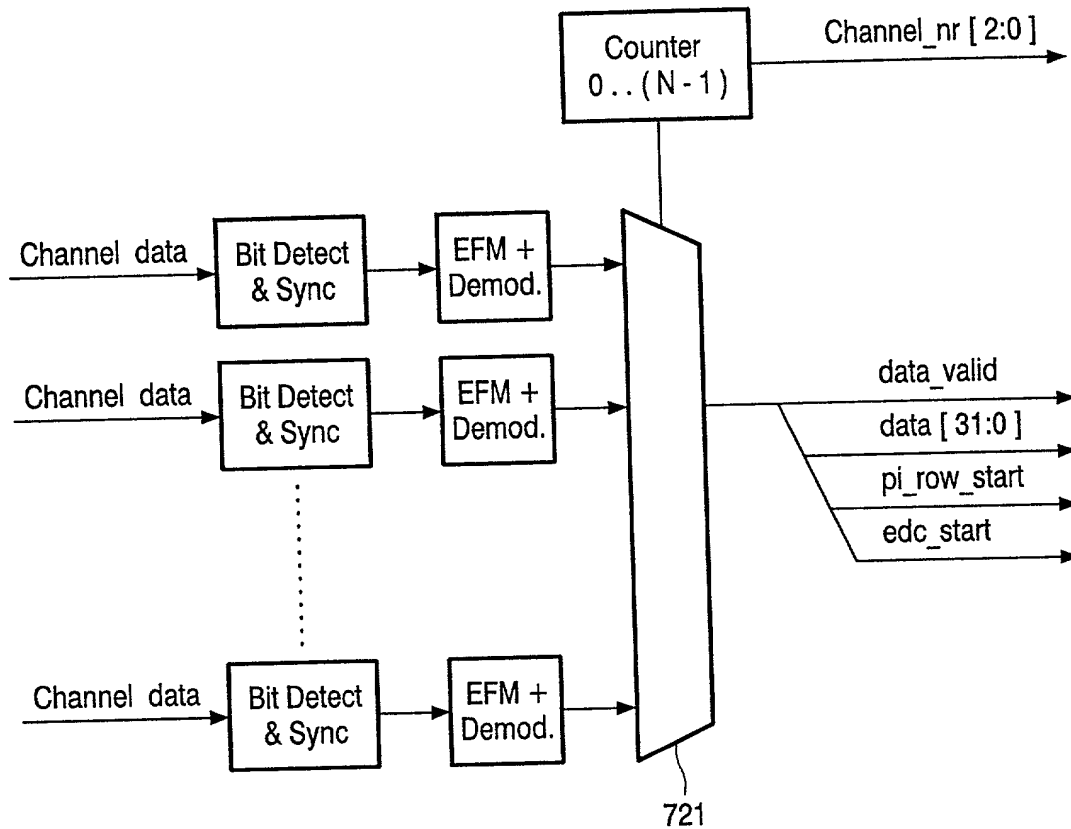 Counter
0 . . ( N - 1 )
Channel_nr [ 2:0 ]
Channel data
Bit Detect
& Sync
EFM +
Demod.
Channel data
Bit Detect
& Sync
EFM +
Demod.
data_valid
data [ 31:0 ]
pi_row_start
edc_start
Channel data
Bit Detect
& Sync
EFM +
Demod.
721